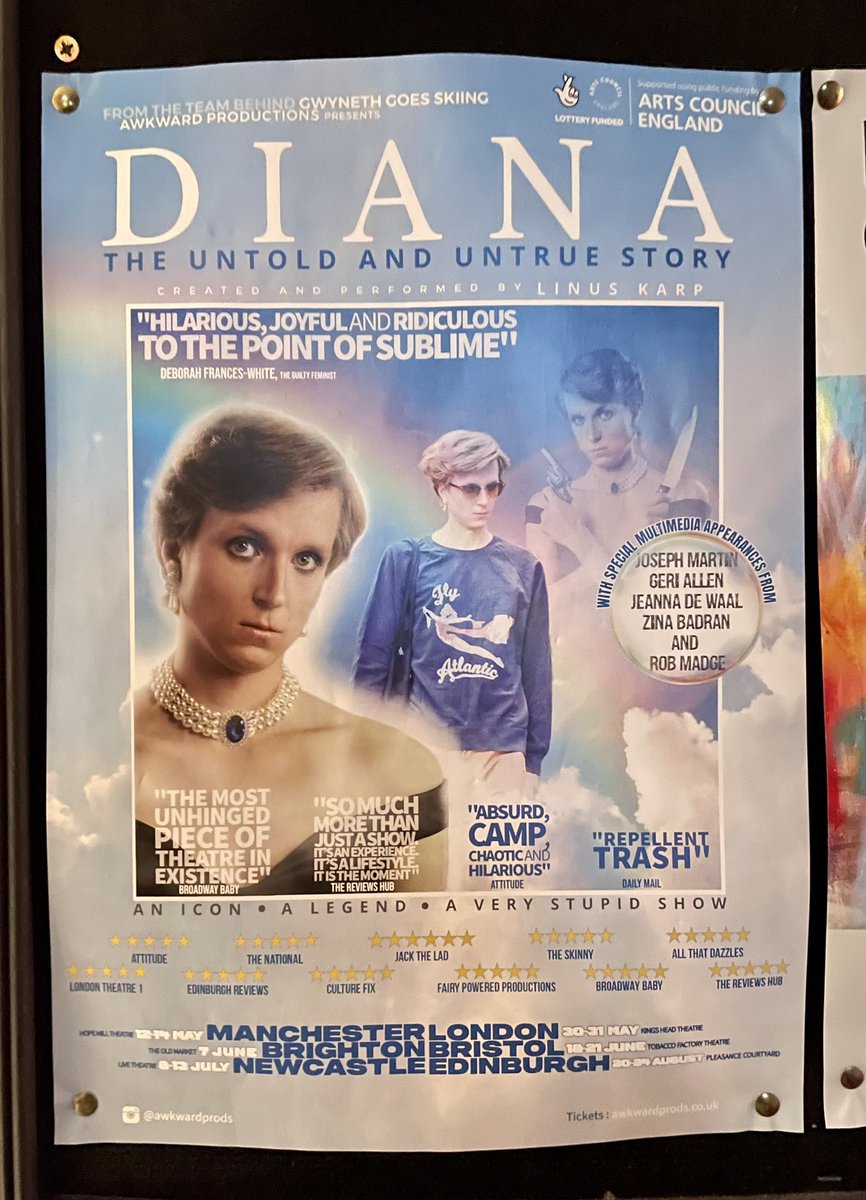 FROM THE TEAM BEHIND GWYNETH GOES SKIING
AWKWARD PRODUCTIONS PRESENTS
LOTTERY FUNDED
ARTS COUNCIL ENGLAND
Supported using public funding by
ARTS COUNCIL
ENGLAND
DIANA
THE UNTOLD AND UNTRUE STORY
CREATED AND PERFORMED BY LINUS KARP
"HILARIOUS, JOYFUL AND RIDICULOUS
TO THE POINT OF SUBLIME"
DEBORAH FRANCES-WHITE, THE GUILTY FEMINIST
WITH SPECIAL MULTIMEDIA APPEARANCES FROM
JOSEPH MARTIN
GERI ALLEN
JEANNA DE WAAL
ZINA BADRAN
AND
ROB MADGE
Fly
Atlantic
"THE MOST
UNHINGED
PIECE OF
THEATRE IN
EXISTENCE"
BROADWAY BABY
"SO MUCH
MORE THAN
JUST A SHOW.
IT'S AN EXPERIENCE.
IT'S A LIFESTYLE.
IT IS THE MOMENT"
THE REVIEWS HUB
"ABSURD,
CAMP,
CHAOTIC AND
HILARIOUS"
ATTITUDE
"REPELLENT
TRASH"
DAILY MAIL
AN ICON • A LEGEND • A VERY STUPID SHOW
ATTITUDE
THE NATIONAL
JACK THE LAD
THE SKINNY
ALL THAT DAZZLES
LONDON THEATRE 1
EDINBURGH REVIEWS
CULTURE FIX
FAIRY POWERED PRODUCTIONS
BROADWAY BABY
THE REVIEWS HUB
HOPE MILL THEATRE 12-14 MAY MANCHESTER LONDON 30-31 MAY KINGS HEAD THEATRE
THE OLD MARKET 7 JUNE BRIGHTON BRISTOL 18-21 JUNE TOBACCO FACTORY THEATRE
LIVE THEATRE JULY NEWCASTLE EDINBURGH AUGUST PLEASANCE COURTYARD
@awkwardprods
Tickets: awkwardprods.co.uk